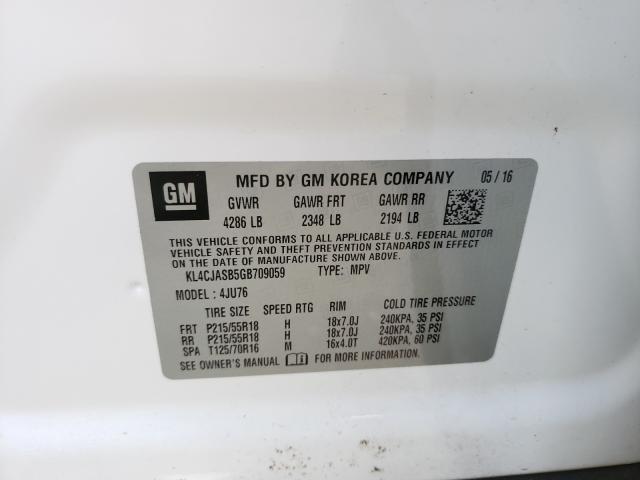 GM MFD BY GM KOREA COMPANY 05 / 16
GVWR GAWR FRT GAWR RR
4286 LB 2348 LB 2194 LB
THIS VEHICLE CONFORMS TO ALL APPLICABLE U.S. FEDERAL MOTOR
VEHICLE SAFETY AND THEFT PREVENTION STANDARDS IN EFFECT
ON THE DATE OF MANUFACTURE SHOWN ABOVE.
KL4CJASB5GB709059 TYPE: MPV
MODEL : 4JU76
TIRE SIZE SPEED RTG RIM COLD TIRE PRESSURE
FRT P215/55R18 H 18x7.0J 240KPA, 35 PSI
RR P215/55R18 H 18x7.0J 240KPA, 35 PSI
SPA T125/70R16 M 16x4.0T 420KPA, 60 PSI
SEE OWNER'S MANUAL FOR MORE INFORMATION.